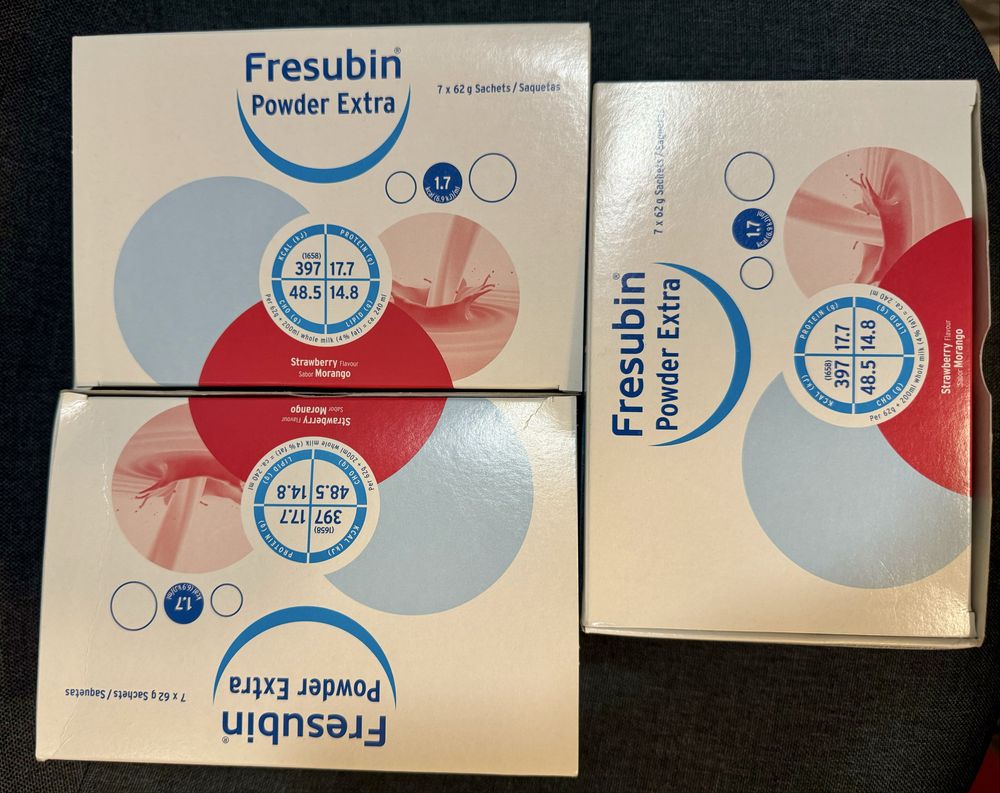 Fresubin®
Powder Extra
7 x 62 g Sachets / Saquetas
1.7
kcal (6.9 kJ)/ml
KCAL (kJ)
PROTEIN (g)
(1658)
397 17.7
48.5 14.8
CHO (g)
LIPID (g)
Per 62g + 200ml whole milk (4% fat) = ca. 240 ml
Strawberry Flavour
Sabor Morango
Fresubin®
Powder Extra
7 x 62 g Sachets / Saquetas
1.7
kcal (6.9 kJ)/ml
KCAL (kJ)
PROTEIN (g)
(1658)
397 17.7
48.5 14.8
CHO (g)
LIPID (g)
Per 62g + 200ml whole milk (4% fat) = ca. 240 ml
Strawberry Flavour
Sabor Morango
Fresubin®
Powder Extra
7 x 62 g Sachets / Saquetas
1.7
kcal (6.9 kJ)/ml
KCAL (kJ)
PROTEIN (g)
(1658)
397 17.7
48.5 14.8
CHO (g)
LIPID (g)
Per 62g + 200ml whole milk (4% fat) = ca. 240 ml
Strawberry Flavour
Sabor Morango